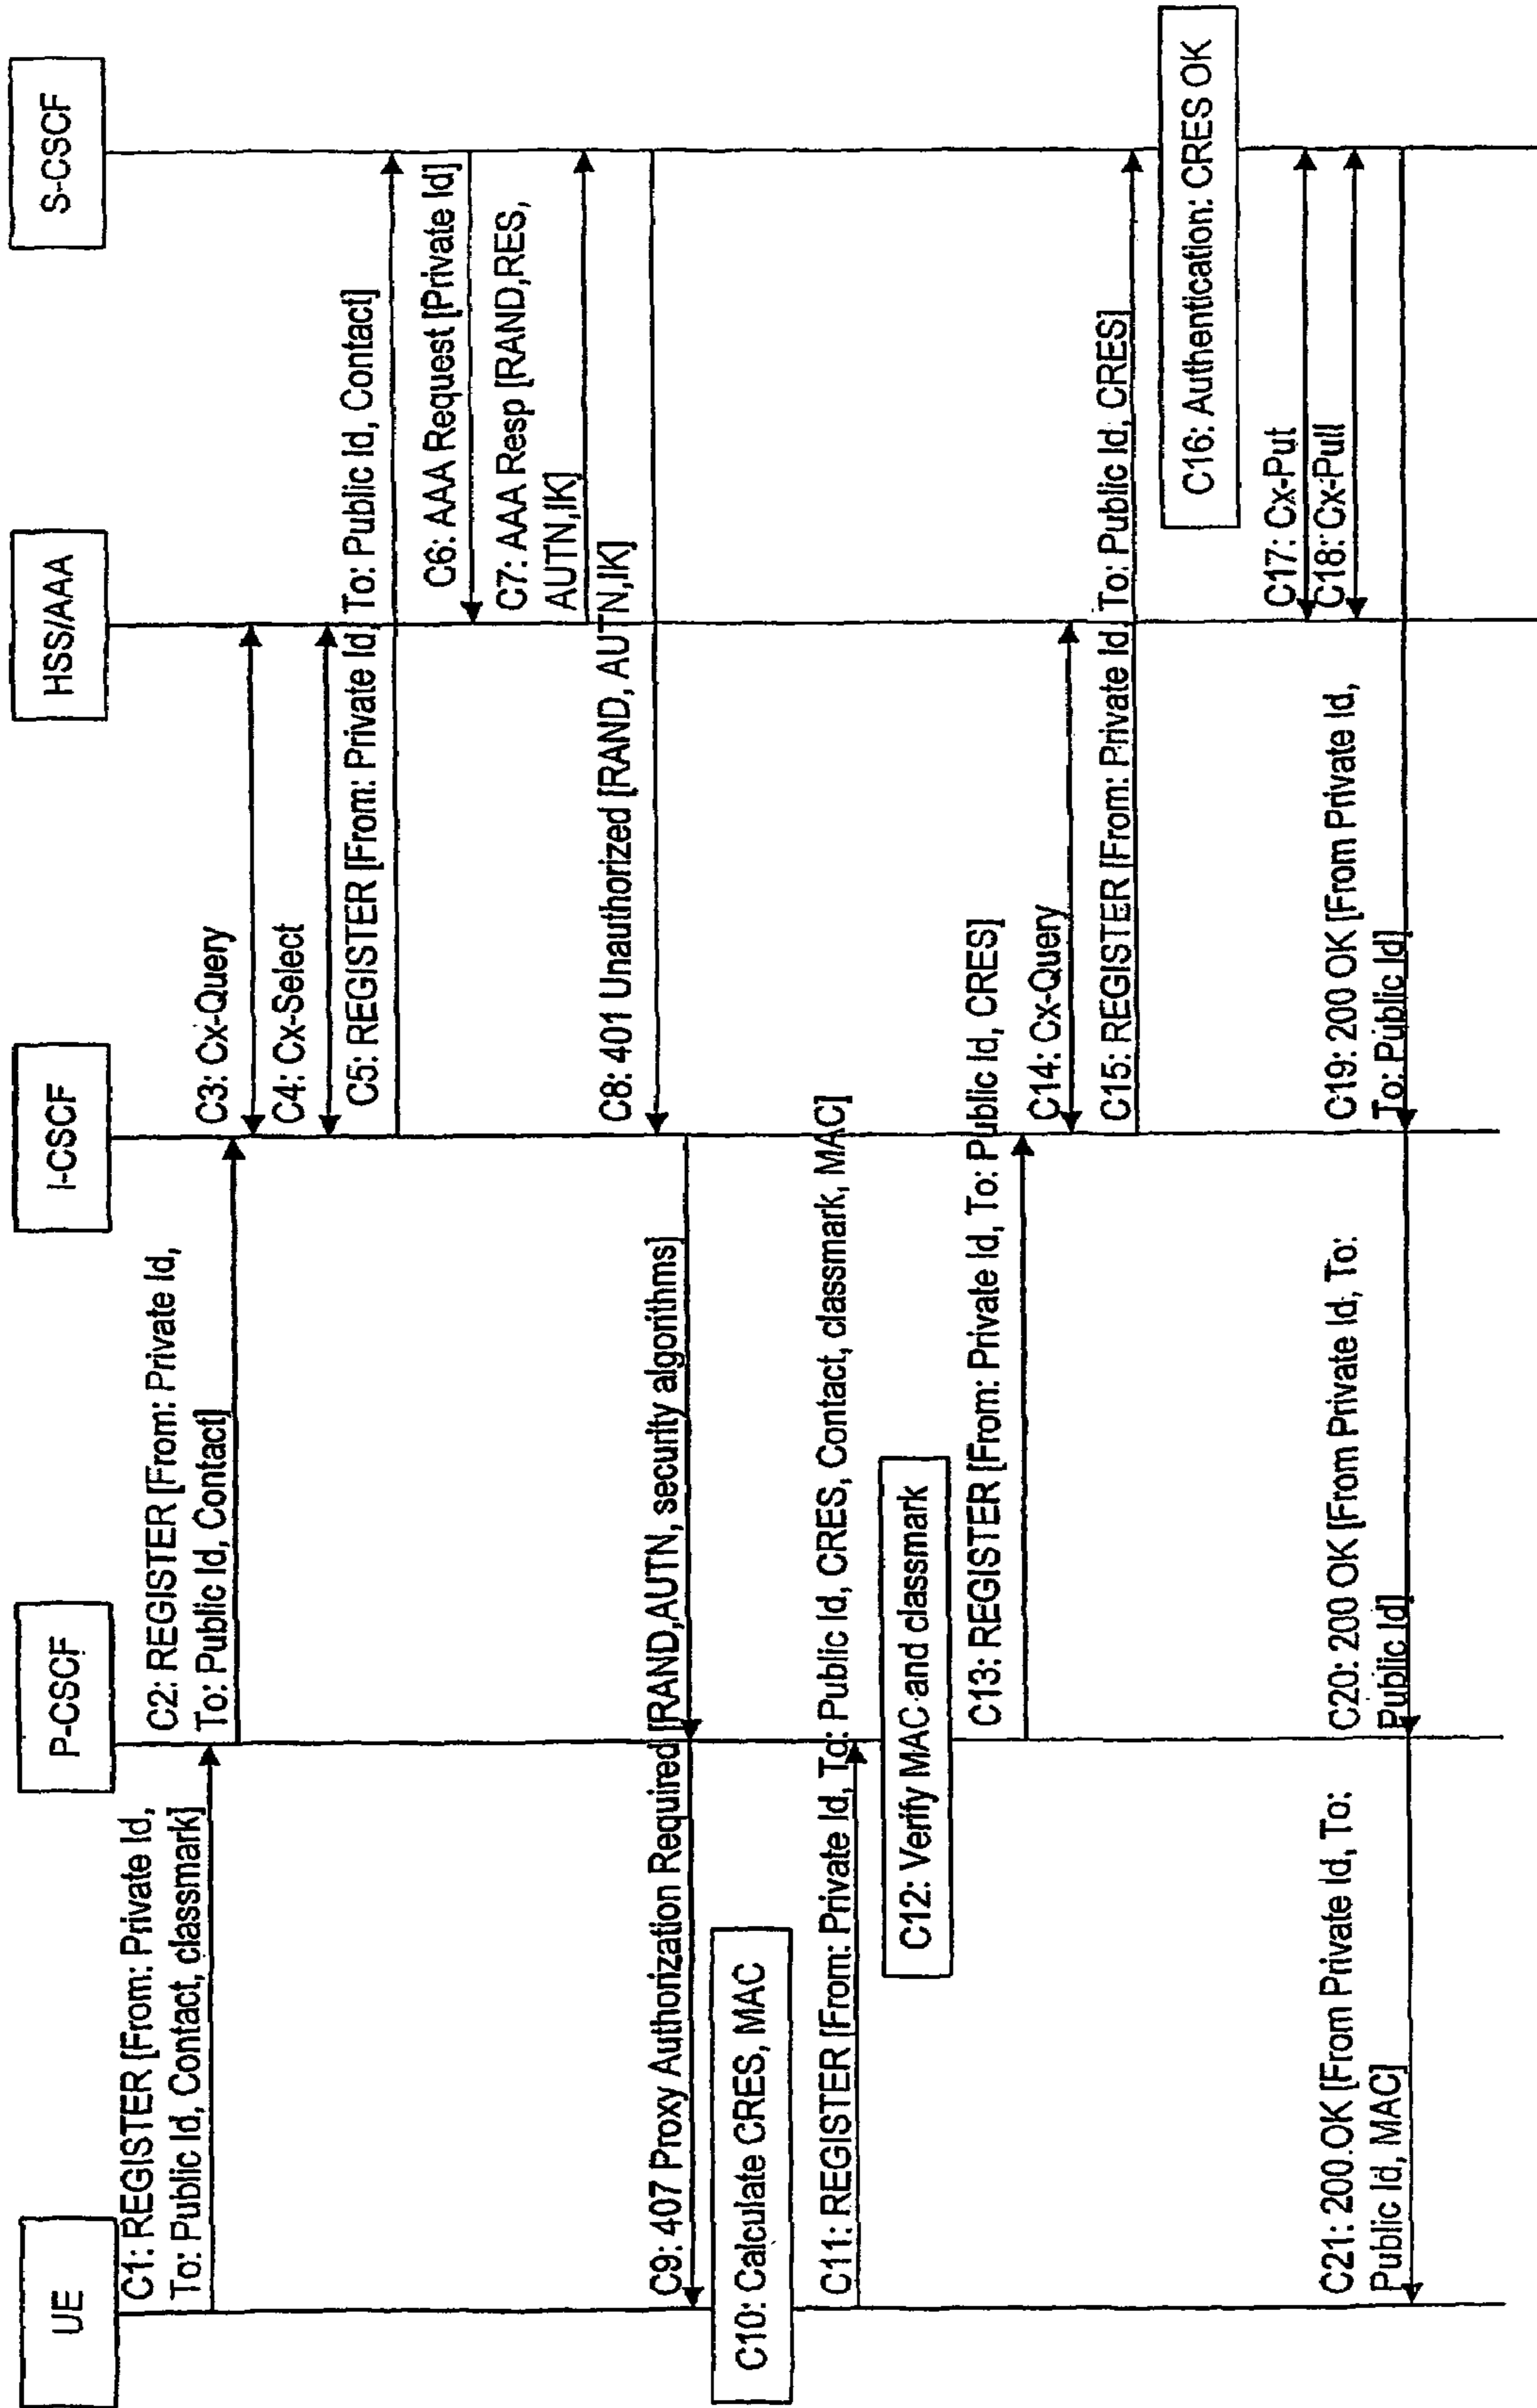 UE
P-CSCF
I-CSCF
HSS/AAA
S-CSCF
C1: REGISTER [From: Private Id,
To: Public Id, Contact, classmark]
C2: REGISTER [From: Private Id,
To: Public Id, Contact]
C3: Cx-Query
C4: Cx-Select
C5: REGISTER [From: Private Id, To: Public Id, Contact]
C6: AAA Request [Private Id]
C7: AAA Resp [RAND,RES,
AUTN,IK]
C8: 401 Unauthorized [RAND, AUTN,IK]
C9: 407 Proxy Authorization Required [RAND,AUTN, security algorithms]
C10: Calculate CRES, MAC
C11: REGISTER [From: Private Id, To: Public Id, CRES, Contact, classmark, MAC]
C12: Verify MAC and classmark
C13: REGISTER [From: Private Id, To: Public Id, CRES]
C14: Cx-Query
C15: REGISTER [From: Private Id, To: Public Id, CRES]
C16: Authentication: CRES OK
C17: Cx-Put
C18: Cx-Pull
C19: 200 OK [From Private Id,
To: Public Id]
C20: 200 OK [From Private Id, To:
Public Id]
C21: 200 OK [From Private Id, To:
Public Id, MAC]